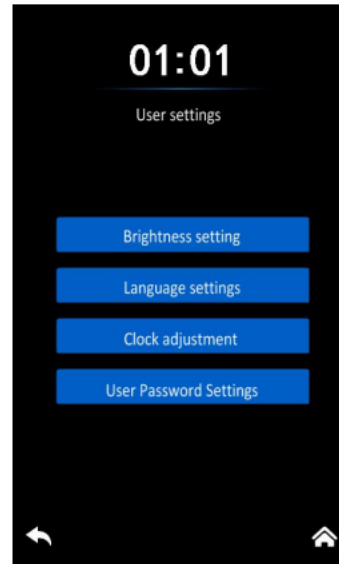 01:01
User settings
Brightness setting
Language settings
Clock adjustment
User Password Settings